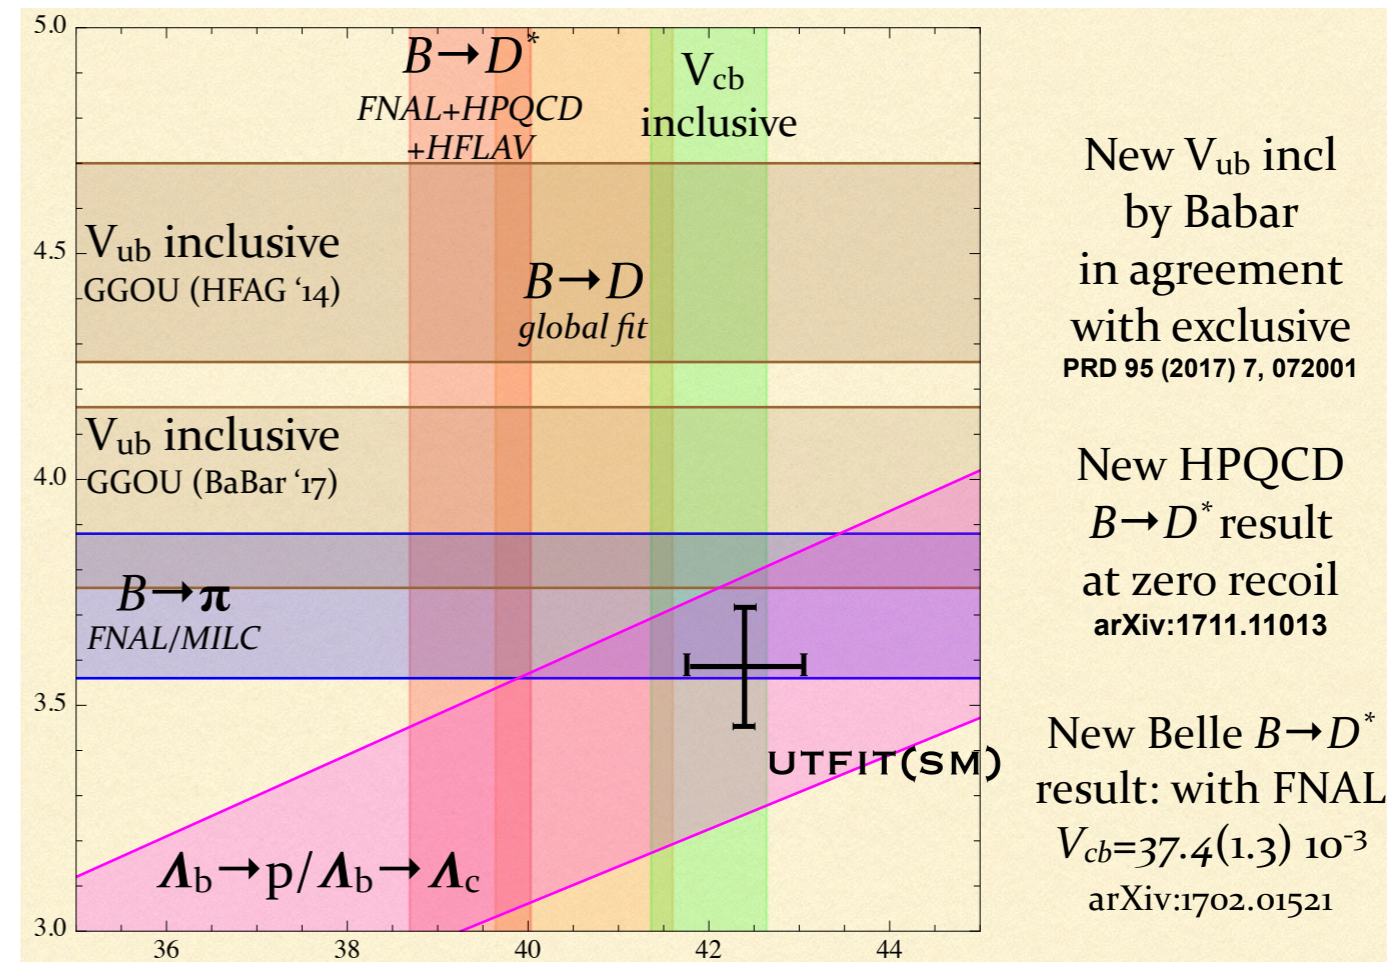 5.0
4.5
4.0
3.5
3.0
36
38
40
42
44
B→D*
FNAL+HPQCD
+HFLAV
Vcb
inclusive
Vub inclusive
GGOU (HFAG ‘14)
B→D
global fit
Vub inclusive
GGOU (BaBar ‘17)
B→π
FNAL/MILC
UTFIT(SM)
Λb→p/Λb→Λc
New Vub incl
by Babar
in agreement
with exclusive
PRD 95 (2017) 7, 072001
New HPQCD
B→D* result
at zero recoil
arXiv:1711.11013
New Belle B→D*
result: with FNAL
Vcb=37.4(1.3) 10-3
arXiv:1702.01521